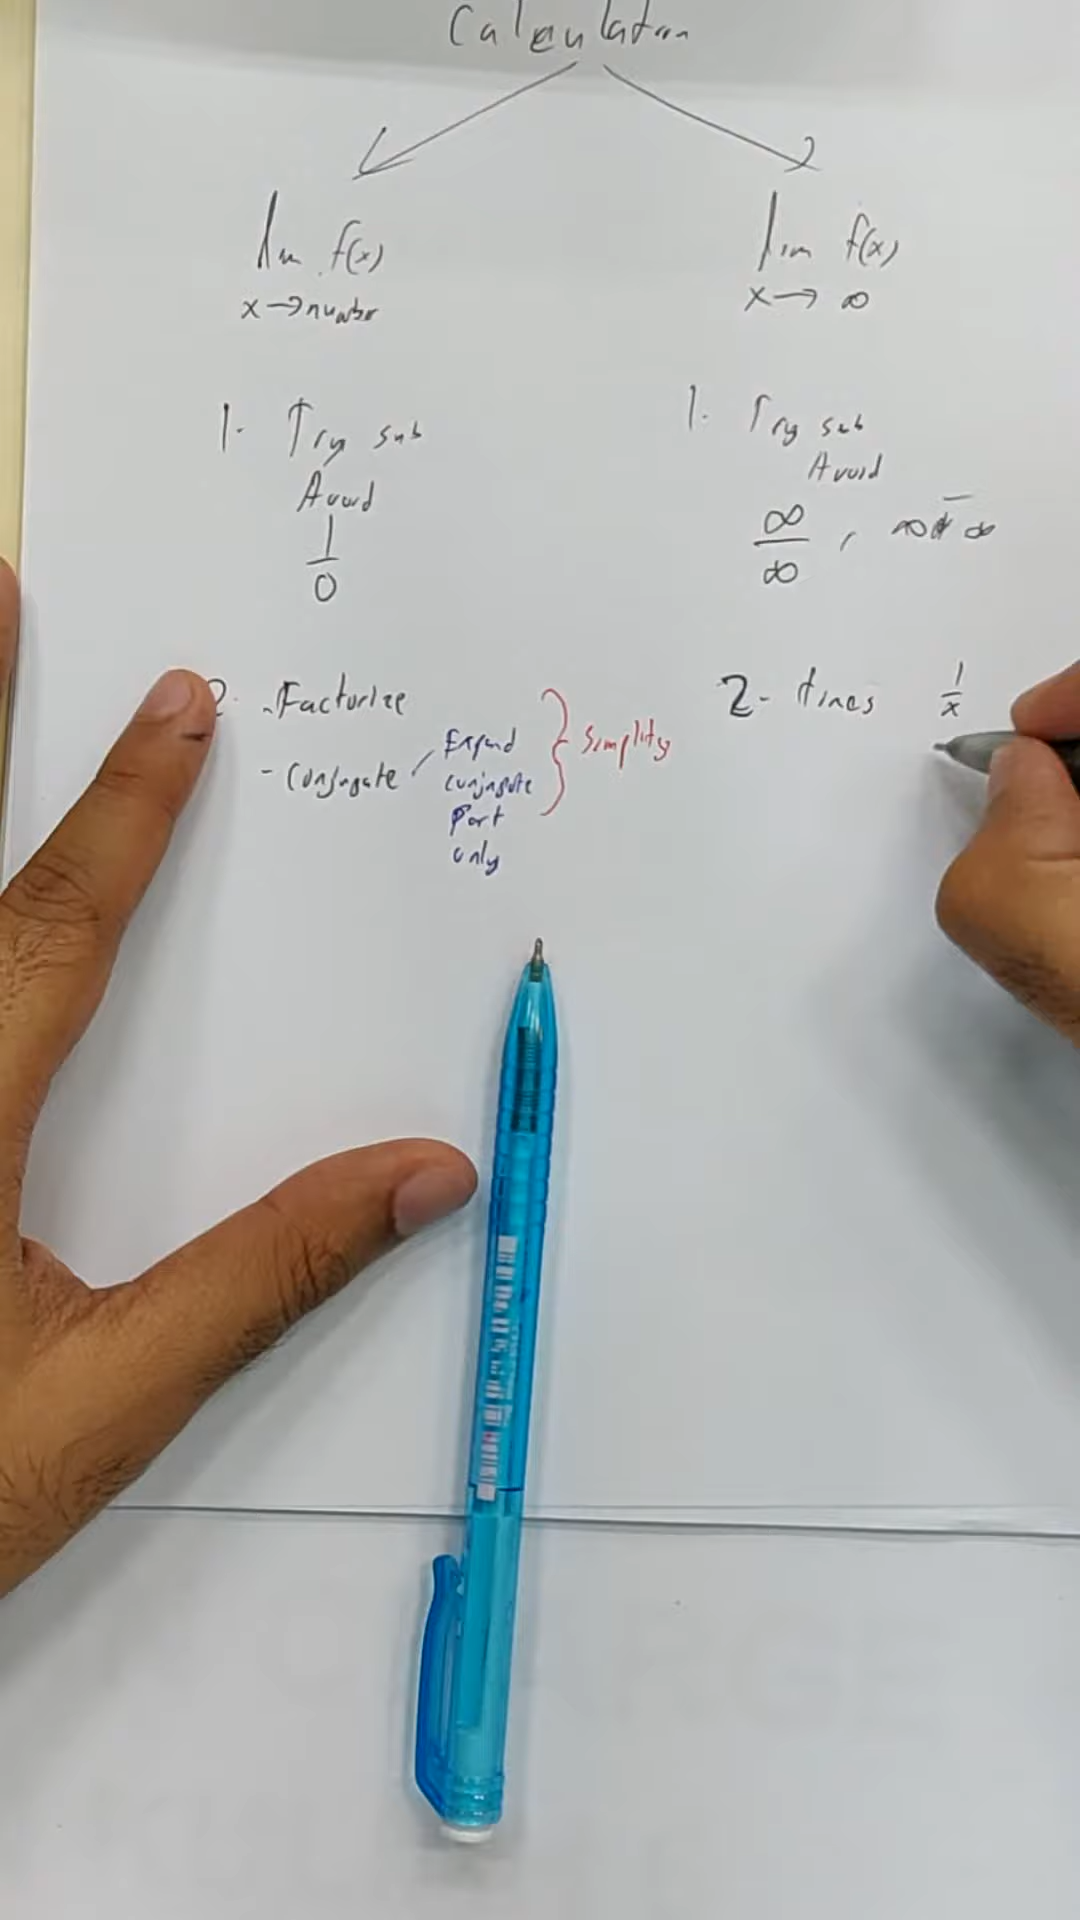 Calculation
lim f(x)
x → number
1. Try sub
Avoid
1/0
2. - Factorize
- Conjugate
Expand
conjugate
Part
only
Simplify
lim f(x)
x → ∞
1. Try sub
Avoid
∞/∞ , ∞ - ∞
2- times 1/x